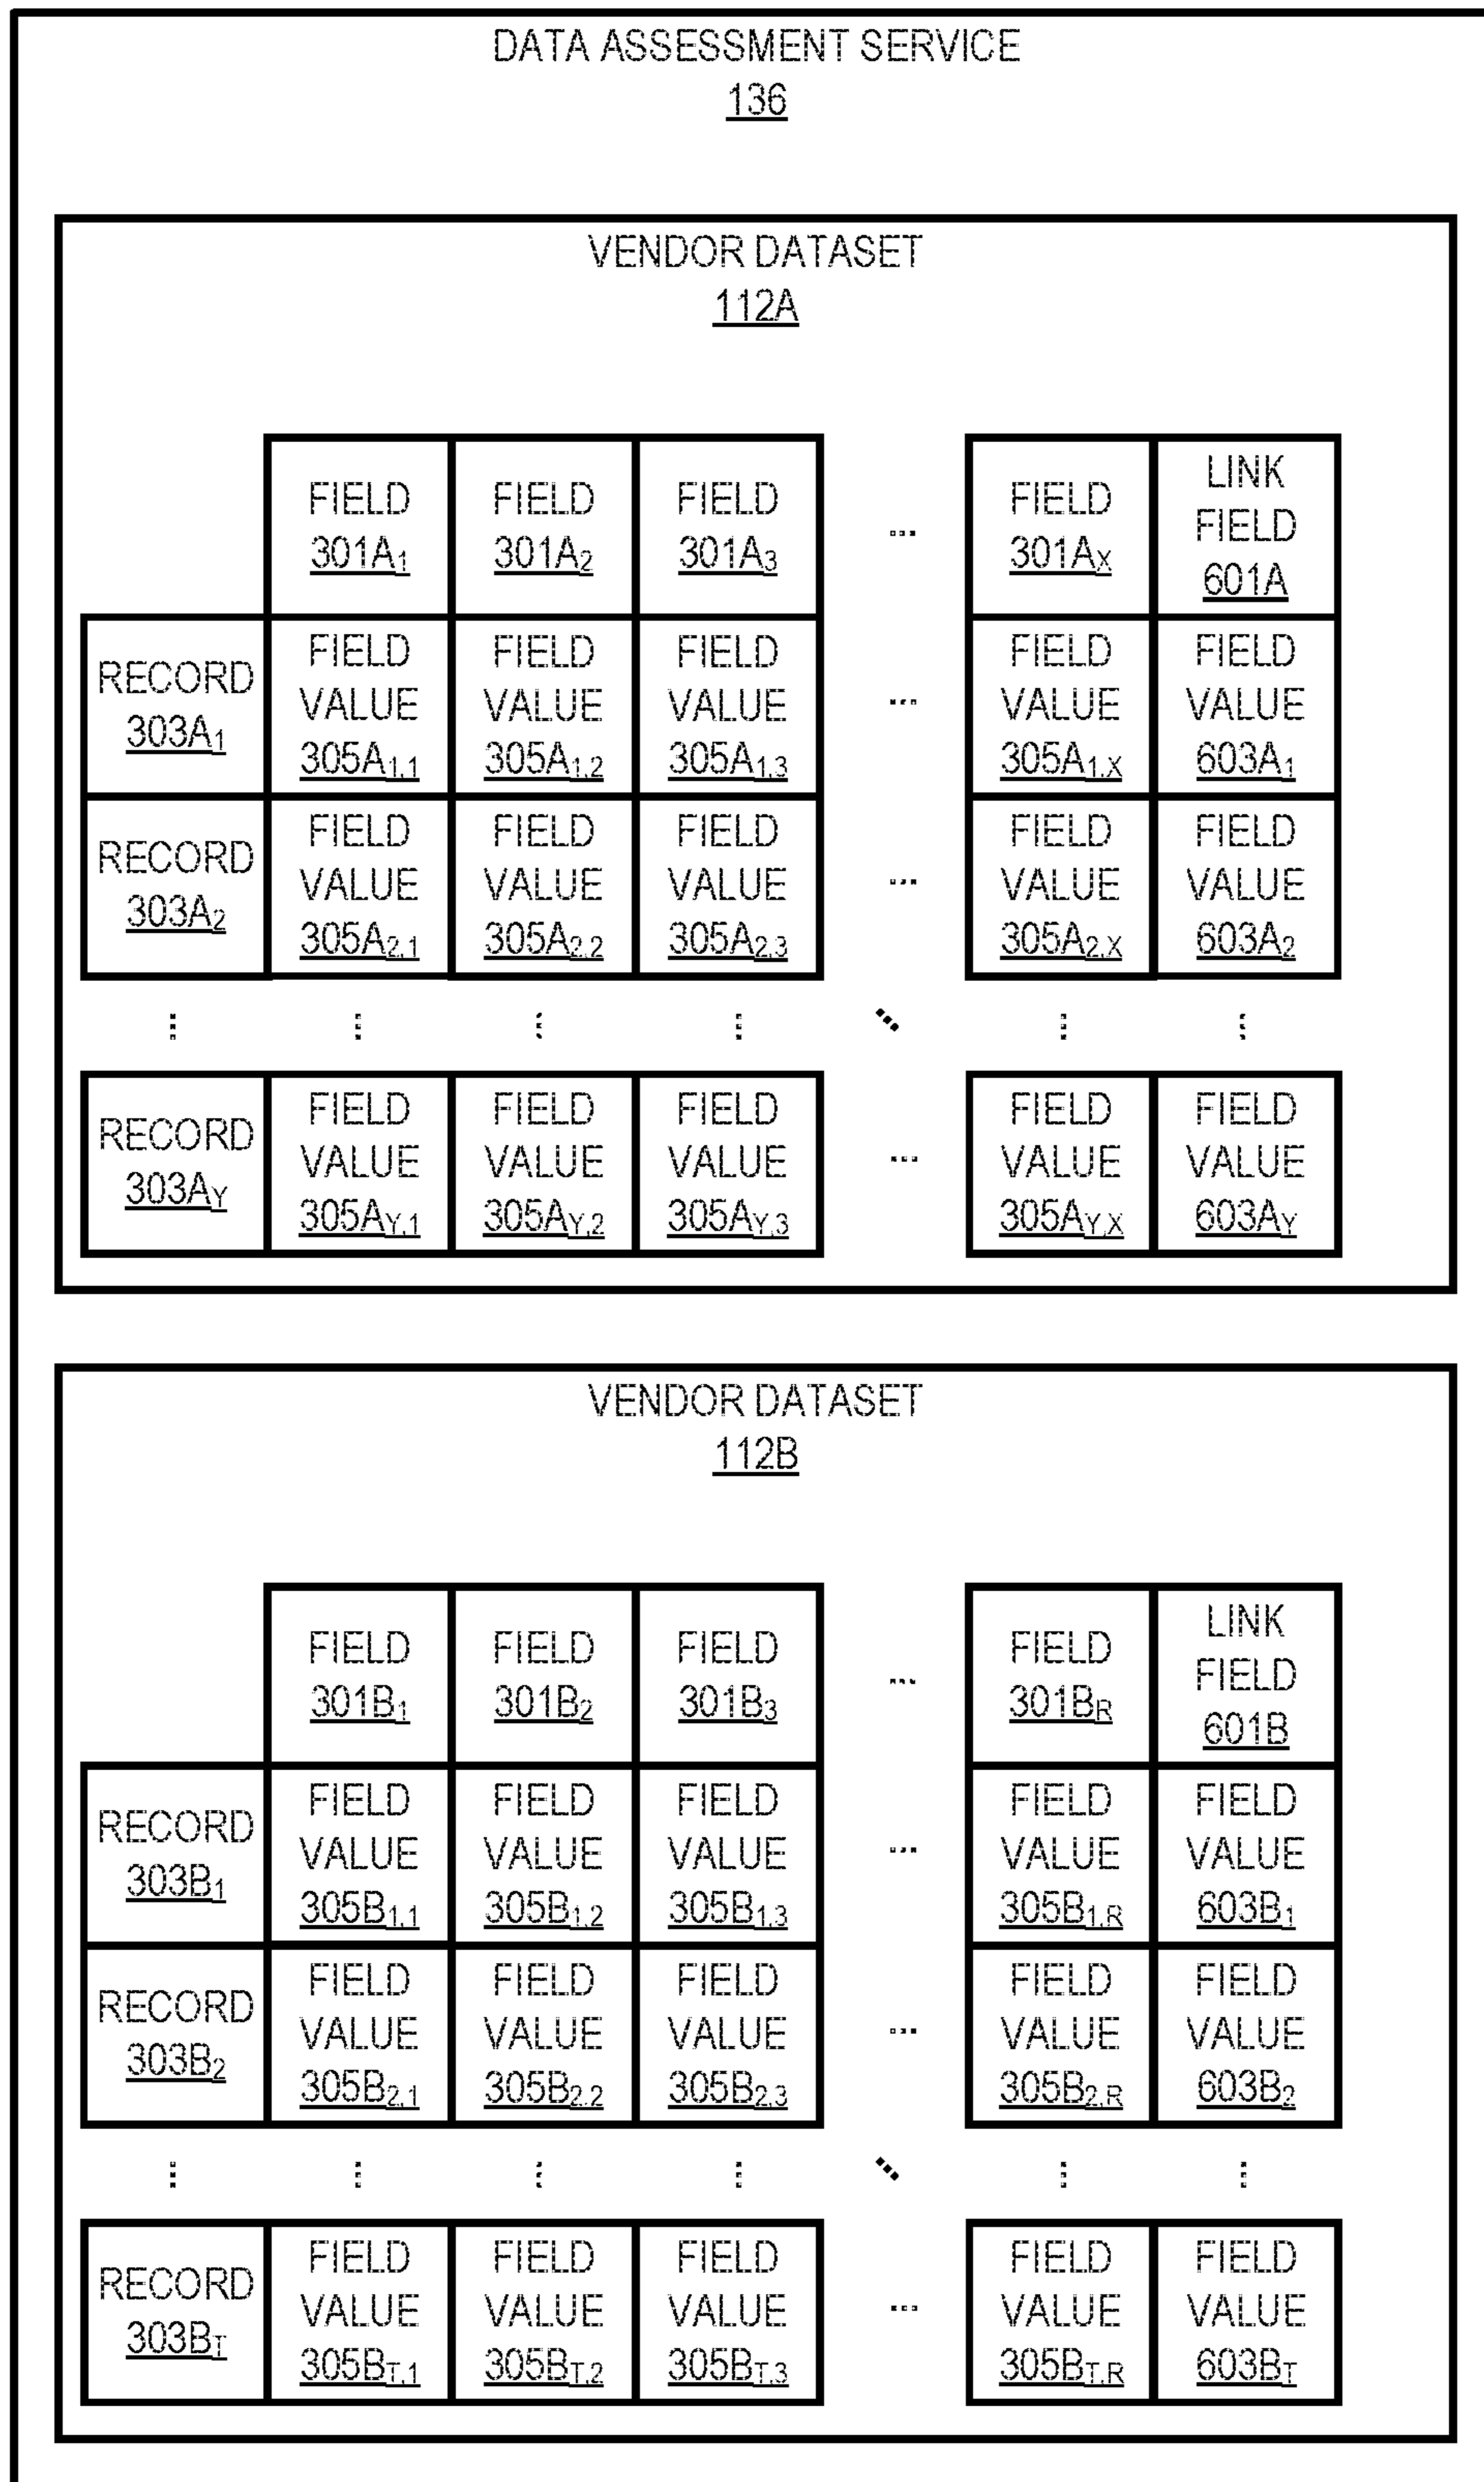 DATA ASSESSMENT SERVICE
136
VENDOR DATASET
112A
FIELD 301A₁ FIELD 301A₂ FIELD 301A₃ ... FIELD 301Aₓ LINK FIELD 601A
RECORD 303A₁ FIELD VALUE 305A₁,₁ FIELD VALUE 305A₁,₂ FIELD VALUE 305A₁,₃ ... FIELD VALUE 305A₁,X FIELD VALUE 603A₁
RECORD 303A₂ FIELD VALUE 305A₂,₁ FIELD VALUE 305A₂,₂ FIELD VALUE 305A₂,₃ ... FIELD VALUE 305A₂,X FIELD VALUE 603A₂
RECORD 303AY FIELD VALUE 305AY,₁ FIELD VALUE 305AY,₂ FIELD VALUE 305AY,₃ ... FIELD VALUE 305AY,X FIELD VALUE 603AY
VENDOR DATASET
112B
FIELD 301B₁ FIELD 301B₂ FIELD 301B₃ ... FIELD 301BR LINK FIELD 601B
RECORD 303B₁ FIELD VALUE 305B₁,₁ FIELD VALUE 305B₁,₂ FIELD VALUE 305B₁,₃ ... FIELD VALUE 305B₁,R FIELD VALUE 603B₁
RECORD 303B₂ FIELD VALUE 305B₂,₁ FIELD VALUE 305B₂,₂ FIELD VALUE 305B₂,₃ ... FIELD VALUE 305B₂,R FIELD VALUE 603B₂
RECORD 303BT FIELD VALUE 305BT,₁ FIELD VALUE 305BT,₂ FIELD VALUE 305BT,₃ ... FIELD VALUE 305BT,R FIELD VALUE 603BT